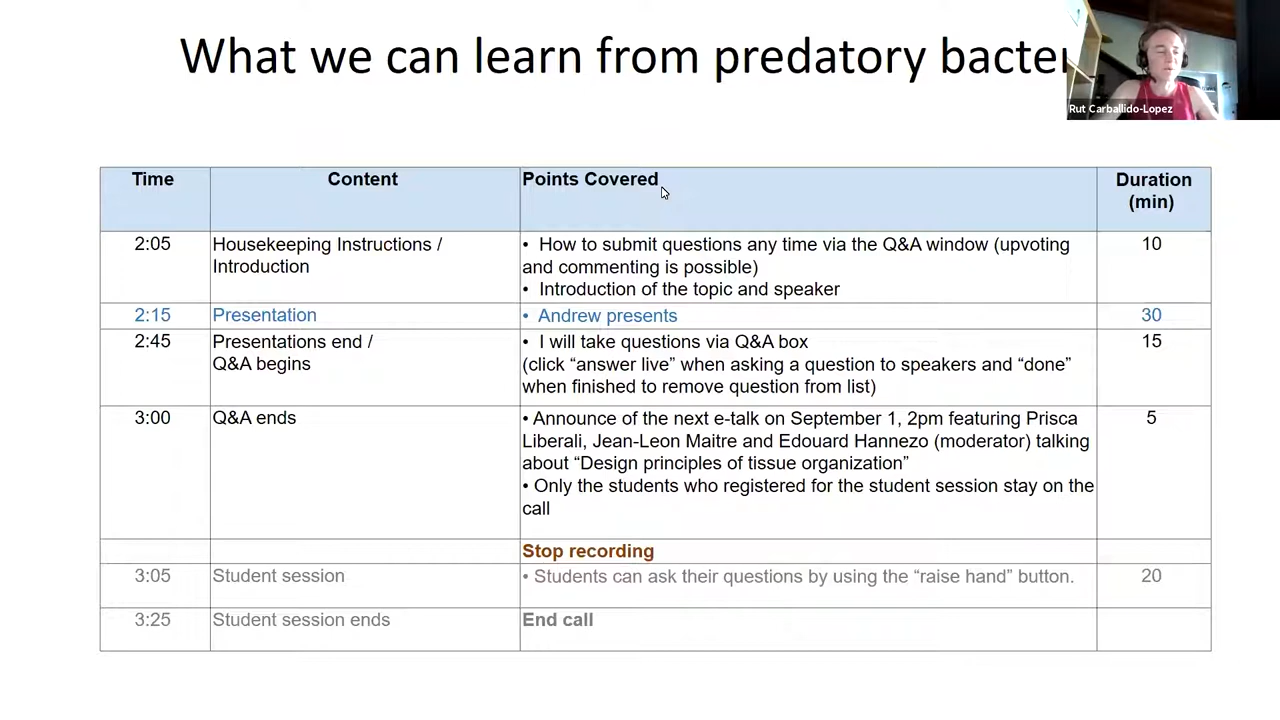 What we can learn from predatory bacter
Rut Carballido-Lopez
Time Content Points Covered Duration
(min)
2:05 Housekeeping Instructions / • How to submit questions any time via the Q&A window (upvoting 10
Introduction and commenting is possible)
• Introduction of the topic and speaker
2:15 Presentation • Andrew presents 30
2:45 Presentations end / • I will take questions via Q&A box 15
Q&A begins (click “answer live” when asking a question to speakers and “done”
when finished to remove question from list)
3:00 Q&A ends • Announce of the next e-talk on September 1, 2pm featuring Prisca 5
Liberali, Jean-Leon Maitre and Edouard Hannezo (moderator) talking
about “Design principles of tissue organization”
• Only the students who registered for the student session stay on the
call
Stop recording
3:05 Student session • Students can ask their questions by using the “raise hand” button. 20
3:25 Student session ends End call